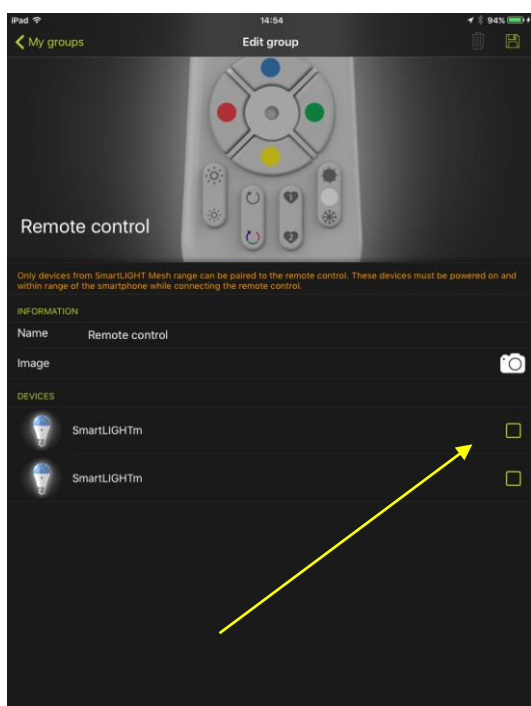 iPad 14:54 94%
My groups Edit group
1
2
Remote control
Only devices from SmartLIGHT Mesh range can be paired to the remote control. These devices must be powered on and
within range of the smartphone while connecting the remote control.
INFORMATION
Name Remote control
Image
DEVICES
SmartLIGHTm
SmartLIGHTm